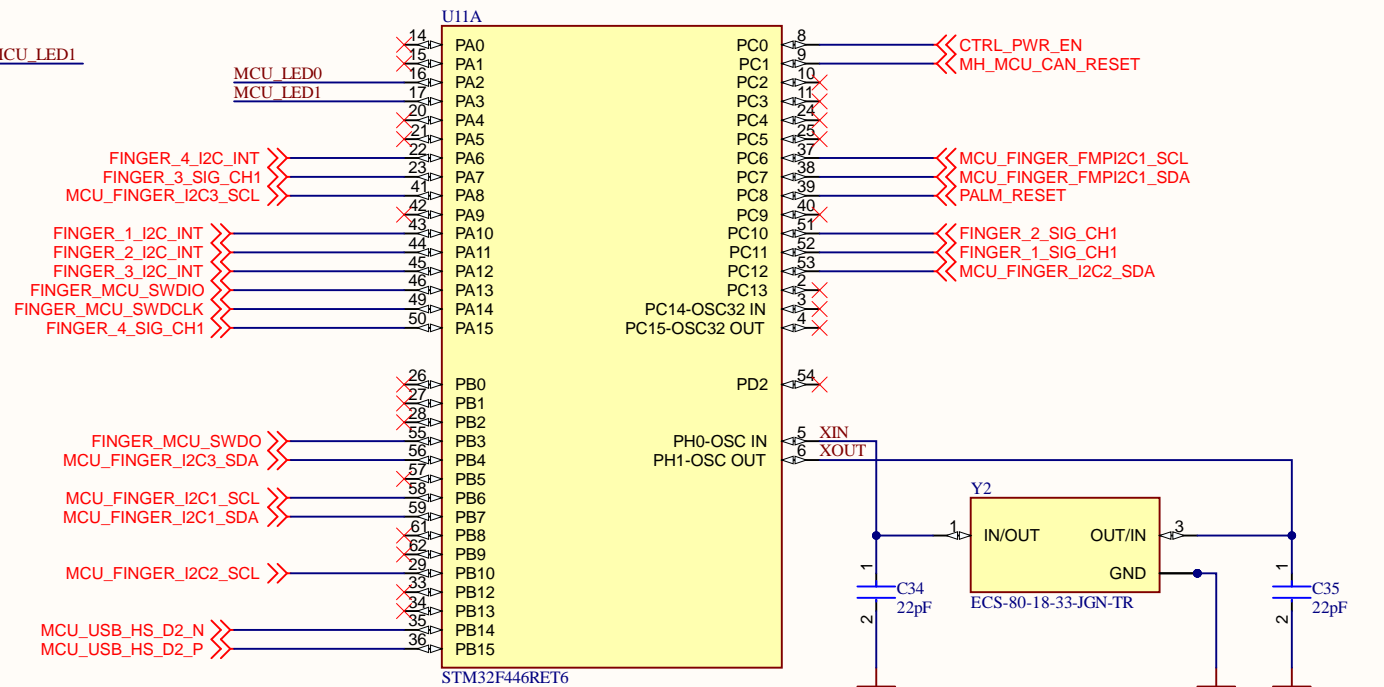 U11A
MCU_LED1
14 PA0 PC0 8 CTRL_PWR_EN
15 PA1 PC1 9 MH_MCU_CAN_RESET
MCU_LED0 16 PA2 PC2 10
MCU_LED1 17 PA3 PC3 11
20 PA4 PC4 24
21 PA5 PC5 25
FINGER_4_I2C_INT 22 PA6 PC6 37 MCU_FINGER_FMPI2C1_SCL
FINGER_3_SIG_CH1 23 PA7 PC7 38 MCU_FINGER_FMPI2C1_SDA
MCU_FINGER_I2C3_SCL 41 PA8 PC8 39 PALM_RESET
42 PA9 PC9 40
FINGER_1_I2C_INT 43 PA10 PC10 51 FINGER_2_SIG_CH1
FINGER_2_I2C_INT 44 PA11 PC11 52 FINGER_1_SIG_CH1
FINGER_3_I2C_INT 45 PA12 PC12 53 MCU_FINGER_I2C2_SDA
FINGER_MCU_SWDIO 46 PA13 PC13 2
FINGER_MCU_SWDCLK 49 PA14 PC14-OSC32 IN 3
FINGER_4_SIG_CH1 50 PA15 PC15-OSC32 OUT 4
26 PB0 PD2 54
27 PB1
28 PB2
FINGER_MCU_SWDO 55 PB3 PH0-OSC IN 5 XIN
MCU_FINGER_I2C3_SDA 56 PB4 PH1-OSC OUT 6 XOUT
57 PB5
MCU_FINGER_I2C1_SCL 58 PB6
MCU_FINGER_I2C1_SDA 59 PB7
61 PB8
62 PB9
MCU_FINGER_I2C2_SCL 29 PB10
33 PB12
34 PB13
MCU_USB_HS_D2_N 35 PB14
MCU_USB_HS_D2_P 36 PB15
STM32F446RET6
Y2
1 IN/OUT OUT/IN 3
GND
ECS-80-18-33-JGN-TR
1
C34
22pF
2
1
C35
22pF
2